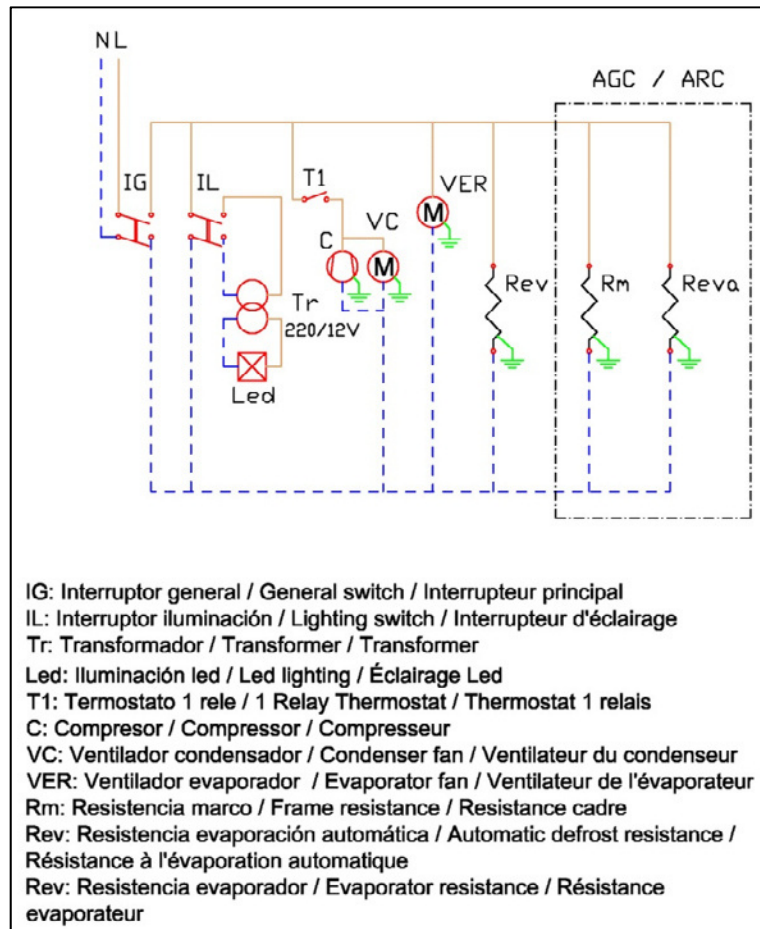 N L
AGC / ARC
IG
IL
T1
VER
C
VC
M
M
Tr
220/12V
Led
Rev
Rm
Reva
IG: Interruptor general / General switch / Interrupteur principal
IL: Interruptor iluminación / Lighting switch / Interrupteur d'éclairage
Tr: Transformador / Transformer / Transformer
Led: Iluminación led / Led lighting / Éclairage Led
T1: Termostato 1 rele / 1 Relay Thermostat / Thermostat 1 relais
C: Compresor / Compressor / Compresseur
VC: Ventilador condensador / Condenser fan / Ventilateur du condenseur
VER: Ventilador evaporador / Evaporator fan / Ventilateur de l'évaporateur
Rm: Resistencia marco / Frame resistance / Resistance cadre
Rev: Resistencia evaporación automática / Automatic defrost resistance /
Résistance à l'évaporation automatique
Rev: Resistencia evaporador / Evaporator resistance / Résistance
evaporateur